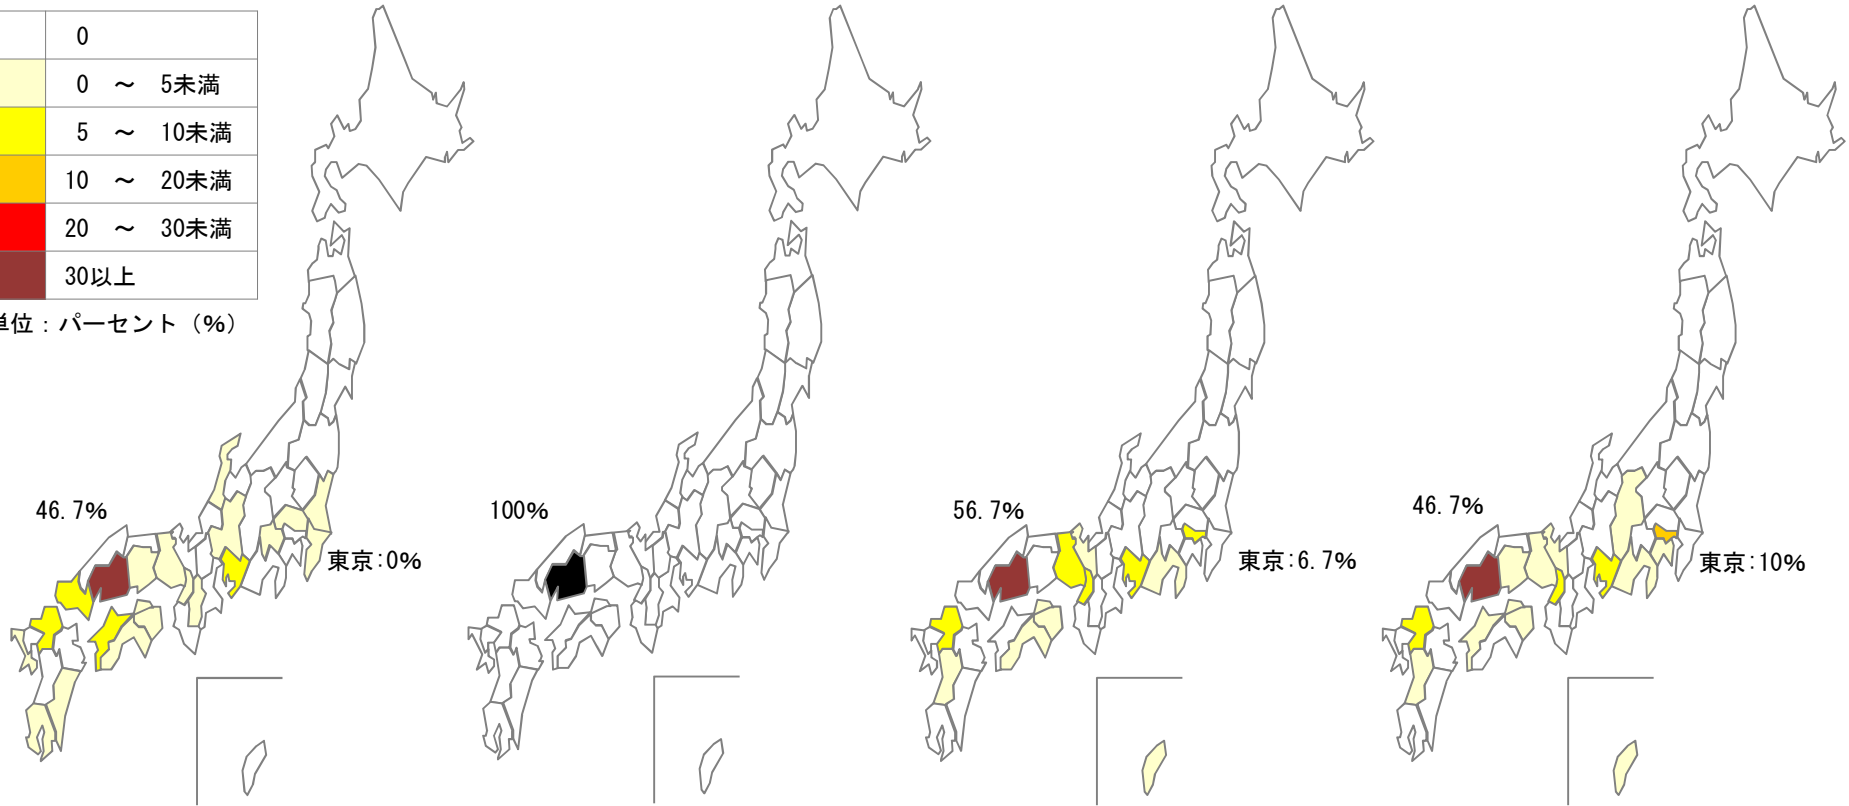 0
0 ～ 5未満
5 ～ 10未満
10 ～ 20未満
20 ～ 30未満
30以上
単位：パーセント（%）
46.7%
東京:0%
100%
56.7%
東京:6.7%
46.7%
東京:10%